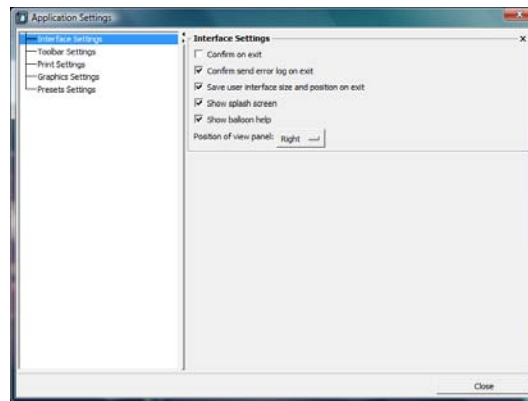 Application Settings
Interface Settings
Toolbar Settings
Print Settings
Graphics Settings
Presets Settings
Interface Settings
Confirm on exit
Confirm send error log on exit
Save user interface size and position on exit
Show splash screen
Show balloon help
Position of view panel: Right
Close